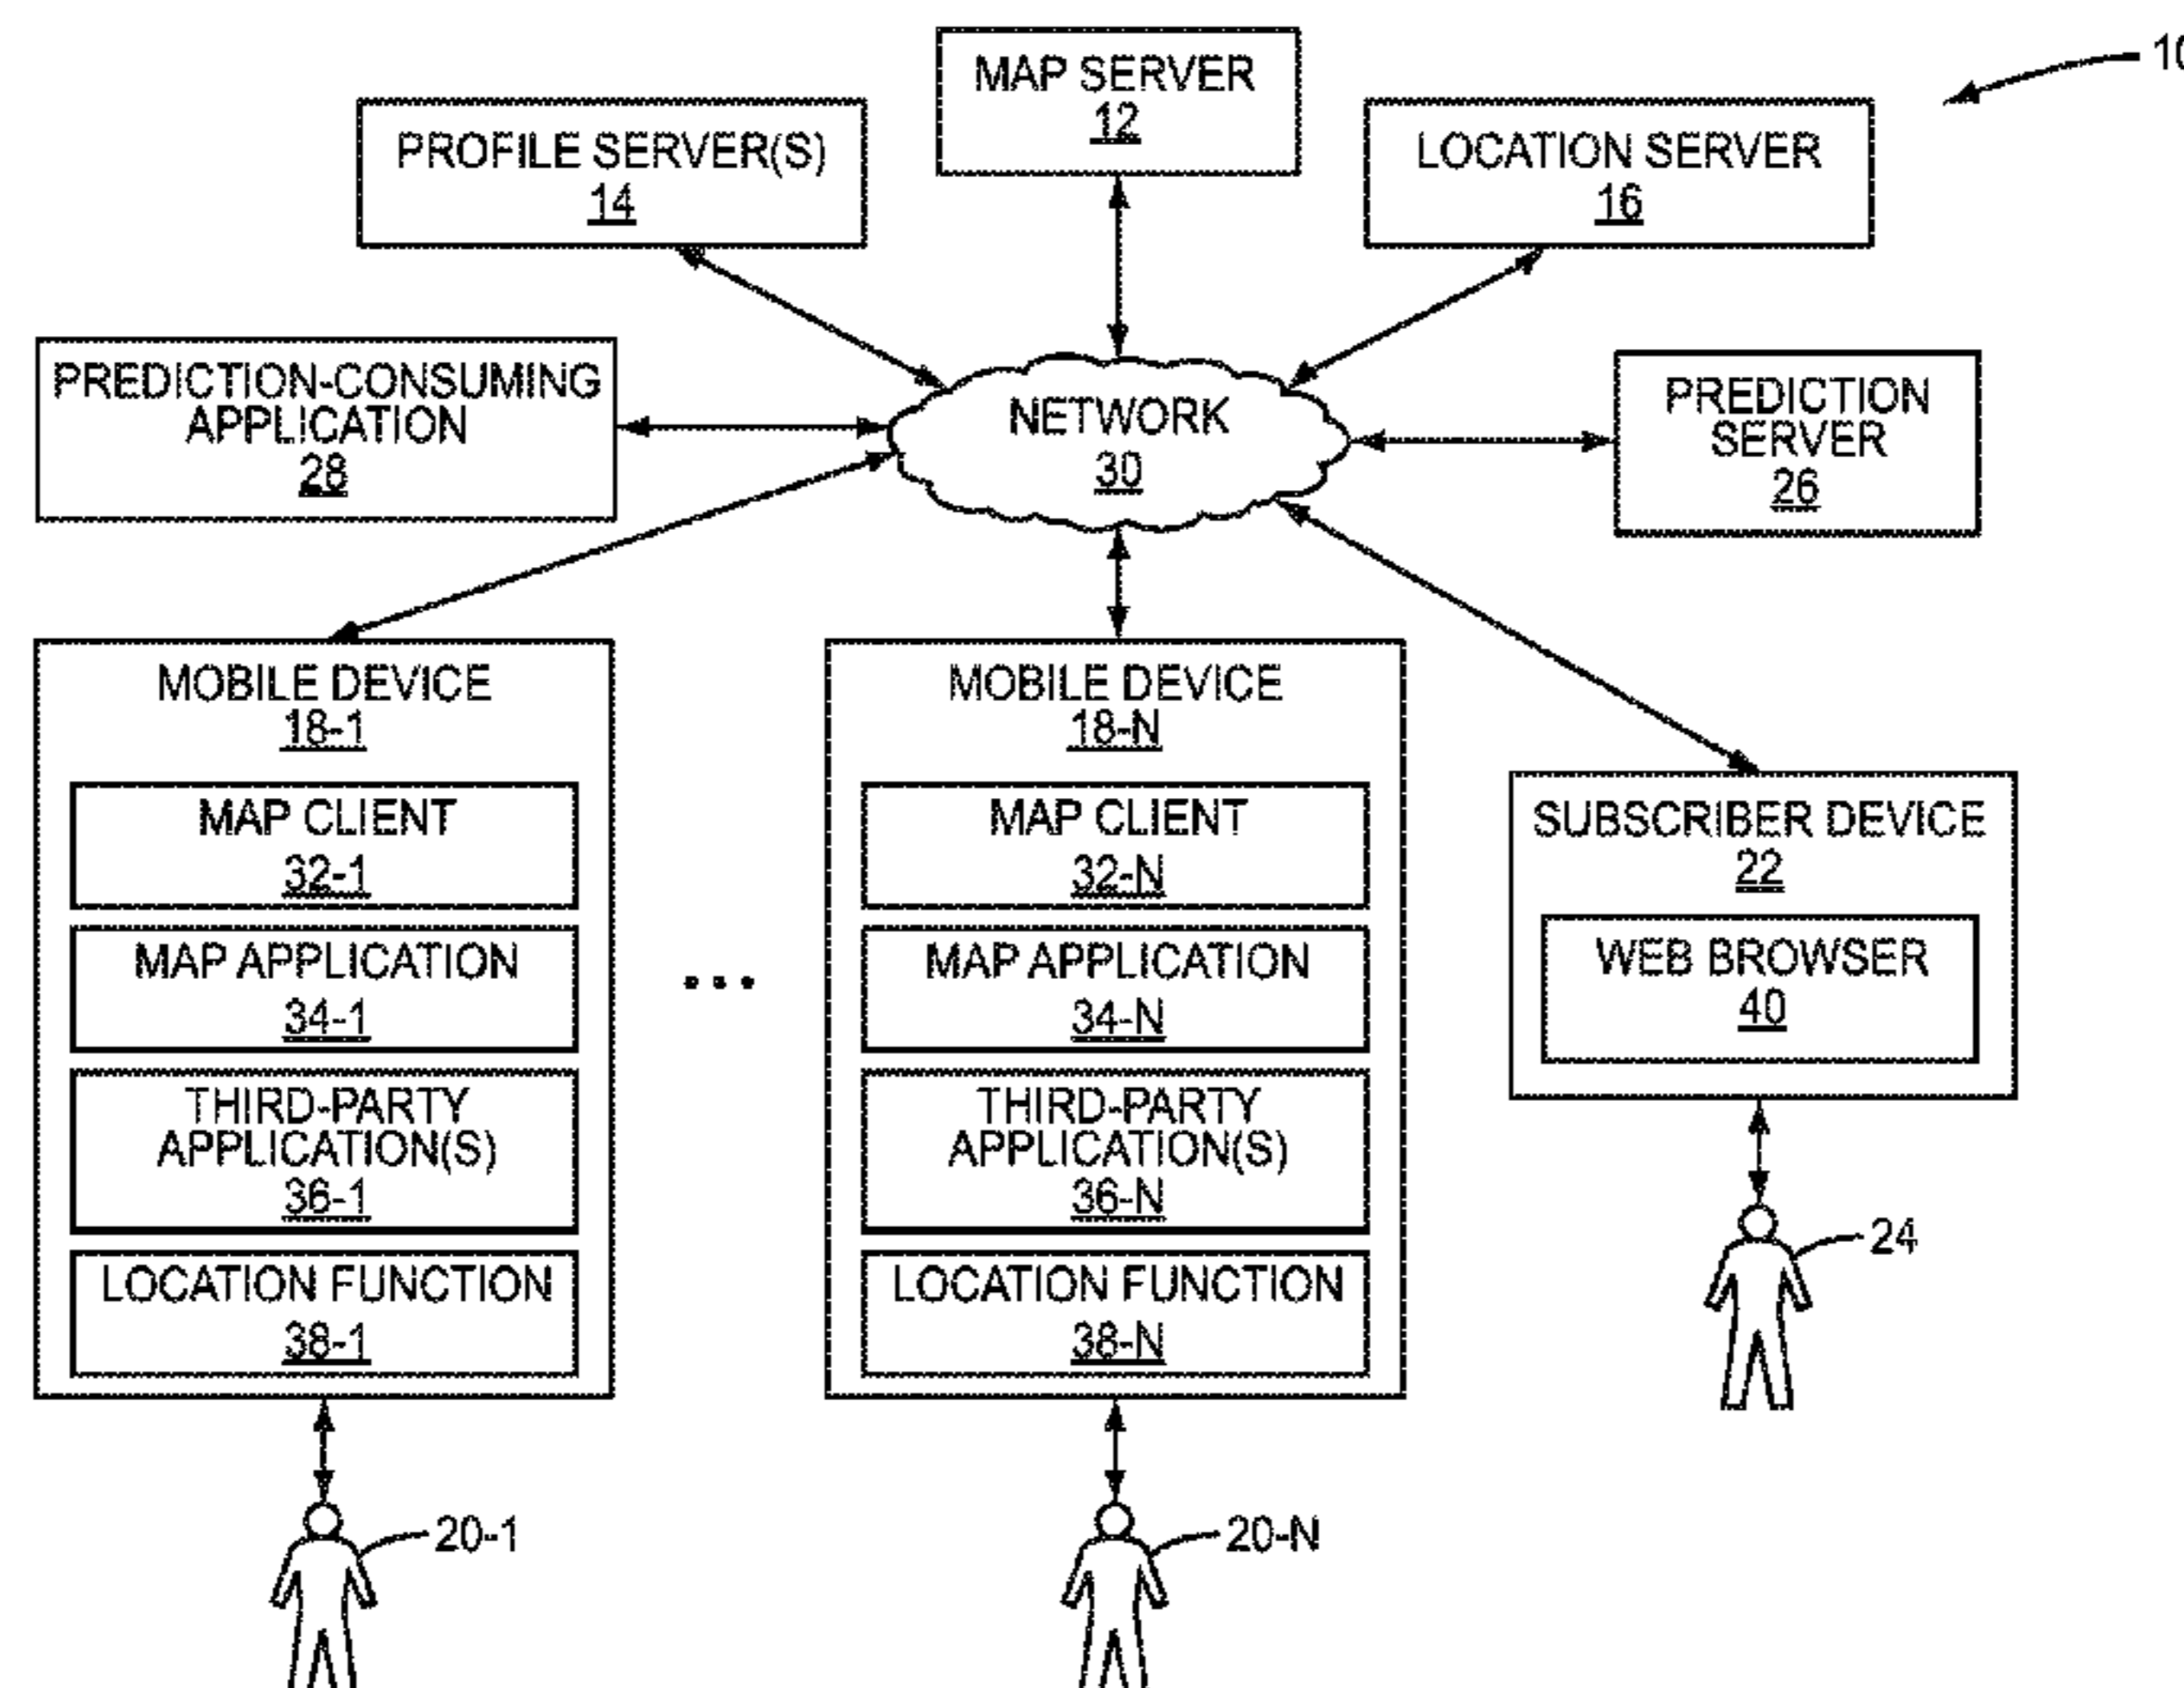 10
MAP SERVER
12
PROFILE SERVER(S)
14
LOCATION SERVER
16
PREDICTION-CONSUMING
APPLICATION
28
NETWORK
30
PREDICTION
SERVER
26
MOBILE DEVICE
18-1
MAP CLIENT
32-1
MAP APPLICATION
34-1
THIRD-PARTY
APPLICATION(S)
36-1
LOCATION FUNCTION
38-1
20-1
...
MOBILE DEVICE
18-N
MAP CLIENT
32-N
MAP APPLICATION
34-N
THIRD-PARTY
APPLICATION(S)
36-N
LOCATION FUNCTION
38-N
20-N
SUBSCRIBER DEVICE
22
WEB BROWSER
40
24